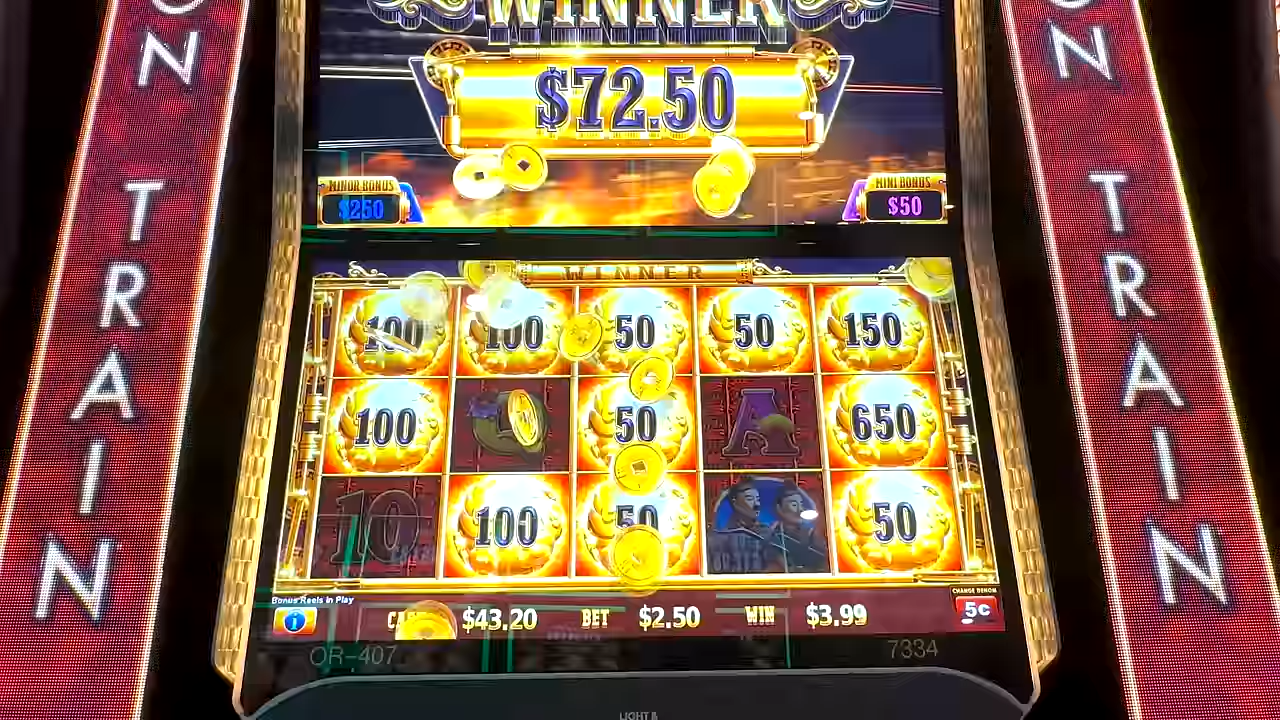 WINNER
$72.50
MINOR BONUS
$250
MINI BONUS
$50
WINNER
100 100 50 50 150
100 50 A 650
10 100 50 50
Bonus Reels in Play
$43.20 BET $2.50 WIN $3.99
CHANGE DENOM
5¢
OR-407 7334
ON TRAIN
ON TRAIN